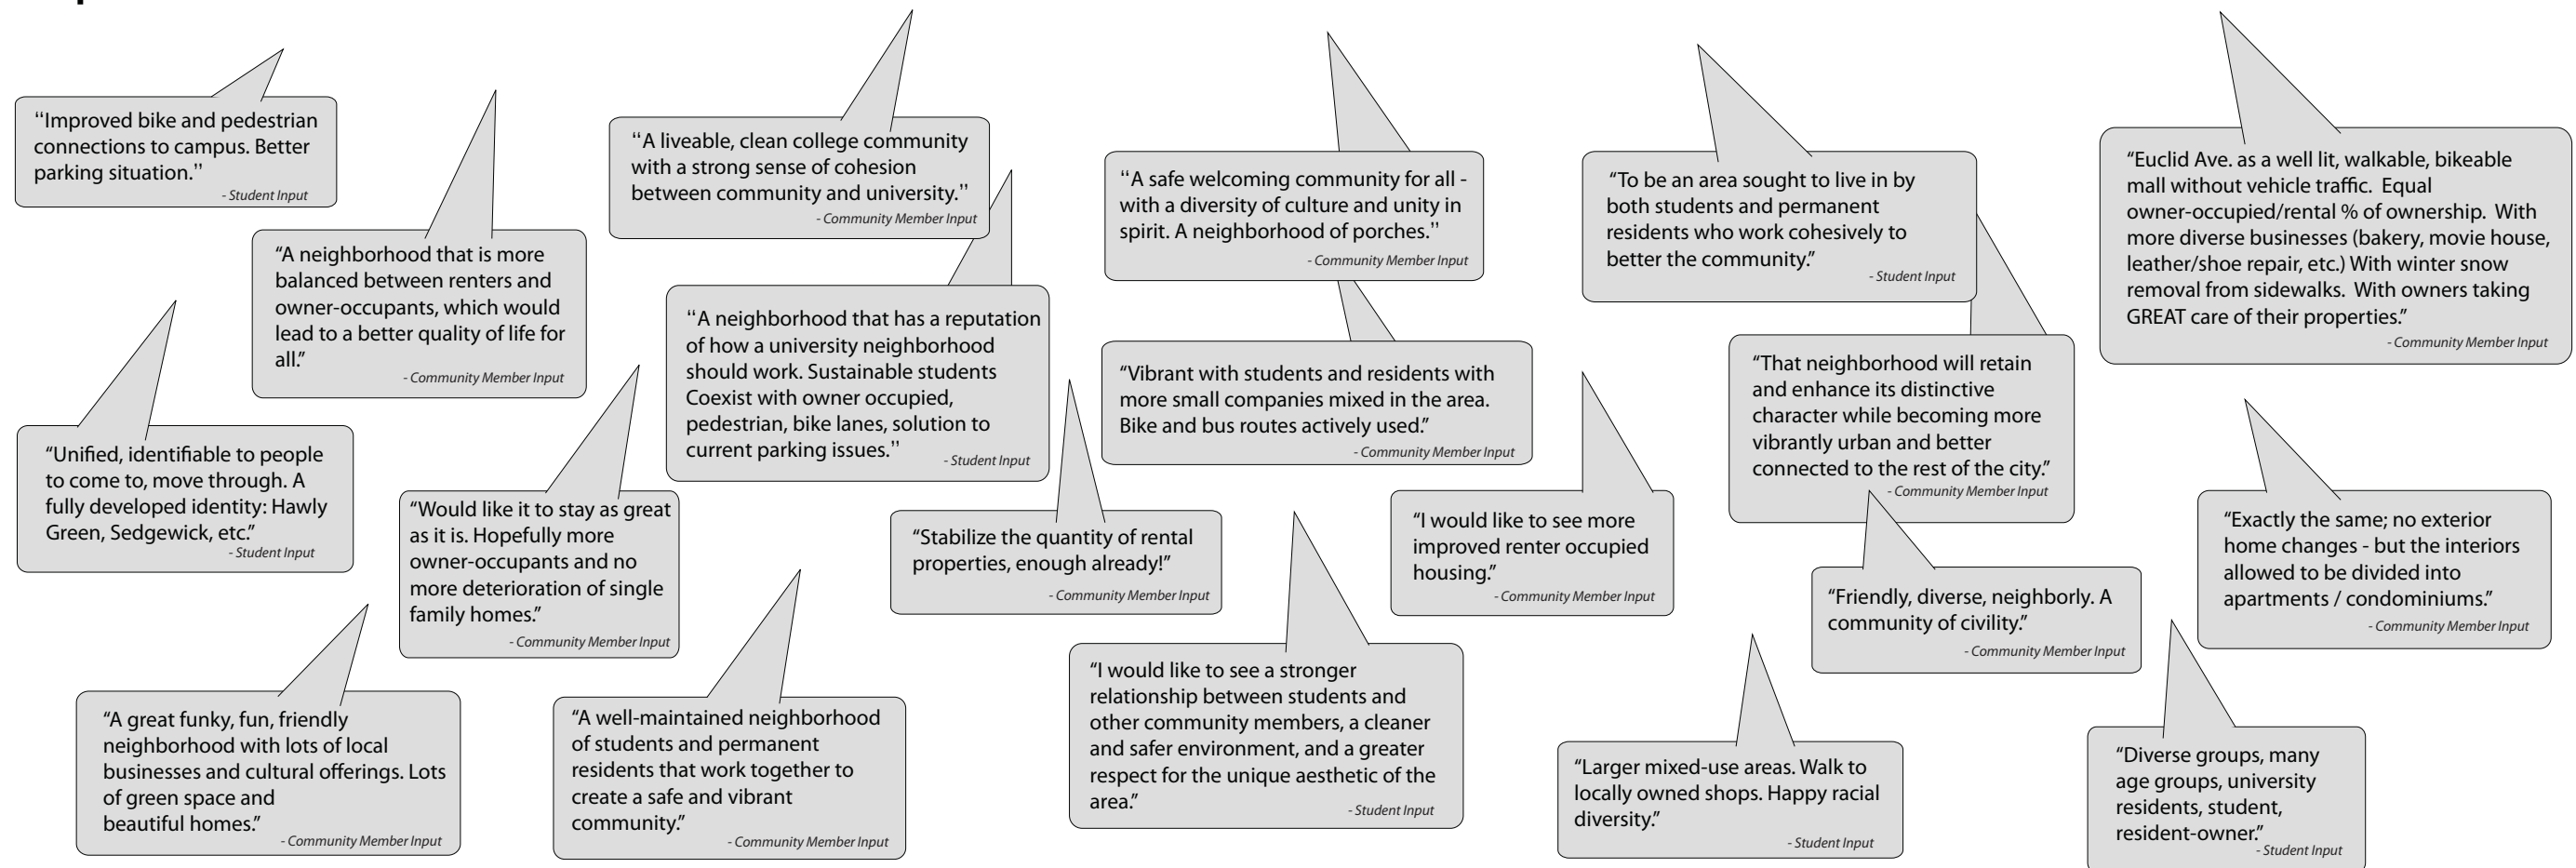 ‘‘Improved bike and pedestrian
connections to campus. Better
parking situation.’’
- Student Input
“A neighborhood that is more
balanced between renters and
owner-occupants, which would
lead to a better quality of life for
all.”
- Community Member Input
“Unified, identifiable to people
to come to, move through. A
fully developed identity: Hawly
Green, Sedgewick, etc.”
- Student Input
“Would like it to stay as great
as it is. Hopefully more
owner-occupants and no
more deterioration of single
family homes.”
- Community Member Input
“A great funky, fun, friendly
neighborhood with lots of local
businesses and cultural offerings. Lots
of green space and
beautiful homes.”
- Community Member Input
‘‘A liveable, clean college community
with a strong sense of cohesion
between community and university.’’
- Community Member Input
‘‘A neighborhood that has a reputation
of how a university neighborhood
should work. Sustainable students
Coexist with owner occupied,
pedestrian, bike lanes, solution to
current parking issues.’’
- Student Input
“A well-maintained neighborhood
of students and permanent
residents that work together to
create a safe and vibrant
community.”
- Community Member Input
“Stabilize the quantity of rental
properties, enough already!”
- Community Member Input
‘‘A safe welcoming community for all -
with a diversity of culture and unity in
spirit. A neighborhood of porches.’’
- Community Member Input
“Vibrant with students and residents with
more small companies mixed in the area.
Bike and bus routes actively used.”
- Community Member Input
“I would like to see more
improved renter occupied
housing.”
- Community Member Input
“I would like to see a stronger
relationship between students and
other community members, a cleaner
and safer environment, and a greater
respect for the unique aesthetic of the
area.”
- Student Input
“To be an area sought to live in by
both students and permanent
residents who work cohesively to
better the community.”
- Student Input
“That neighborhood will retain
and enhance its distinctive
character while becoming more
vibrantly urban and better
connected to the rest of the city.”
- Community Member Input
“Friendly, diverse, neighborly. A
community of civility.”
- Community Member Input
“Larger mixed-use areas. Walk to
locally owned shops. Happy racial
diversity.”
- Student Input
“Euclid Ave. as a well lit, walkable, bikeable
mall without vehicle traffic.  Equal
owner-occupied/rental % of ownership.  With
more diverse businesses (bakery, movie house,
leather/shoe repair, etc.) With winter snow
removal from sidewalks.  With owners taking
GREAT care of their properties.”
- Community Member Input
“Exactly the same; no exterior
home changes - but the interiors
allowed to be divided into
apartments / condominiums.”
- Community Member Input
“Diverse groups, many
age groups, university
residents, student,
resident-owner.”
- Student Input